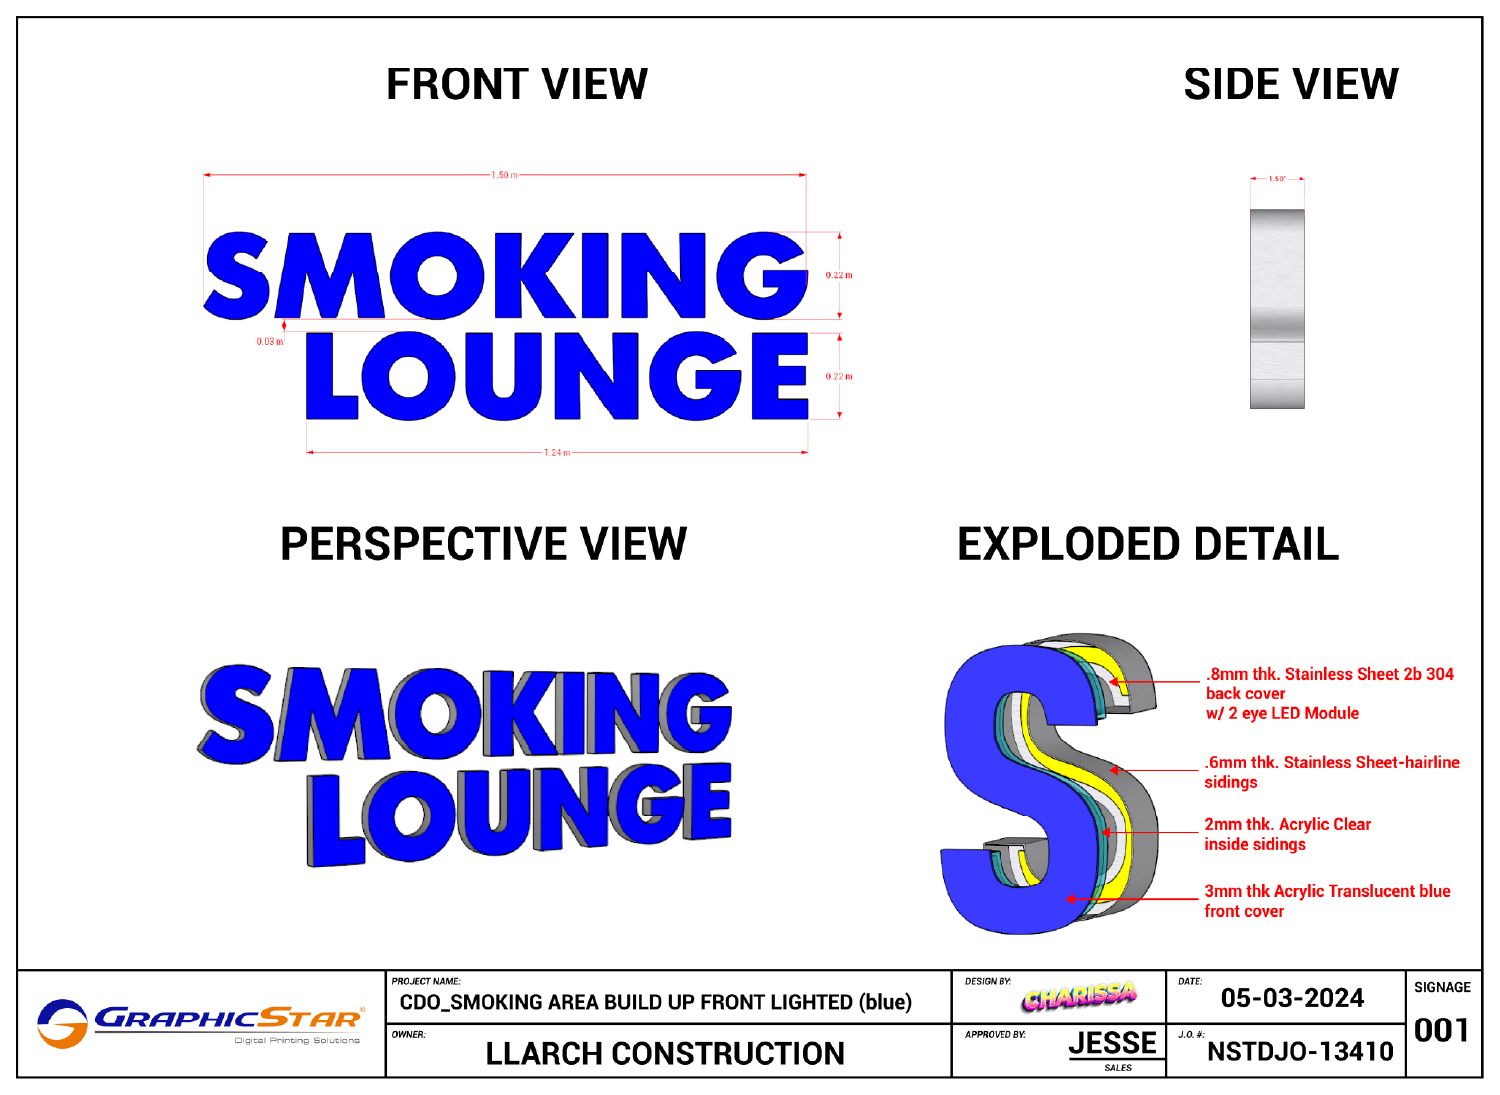 FRONT VIEW
SIDE VIEW
1.50 m
1.50"
SMOKING
0.22 m
0.03 m
LOUNGE
0.22 m
1.24 m
PERSPECTIVE VIEW
EXPLODED DETAIL
SMOKING
LOUNGE
S
.8mm thk. Stainless Sheet 2b 304
back cover
w/ 2 eye LED Module
.6mm thk. Stainless Sheet-hairline
sidings
2mm thk. Acrylic Clear
inside sidings
3mm thk Acrylic Translucent blue
front cover
GRAPHICSTAR®
Digital Printing Solutions
PROJECT NAME:
CDO_SMOKING AREA BUILD UP FRONT LIGHTED (blue)
OWNER:
LLARCH CONSTRUCTION
DESIGN BY:
CHARISSA
APPROVED BY:
JESSE
SALES
DATE:
05-03-2024
J.O. #:
NSTDJO-13410
SIGNAGE
001